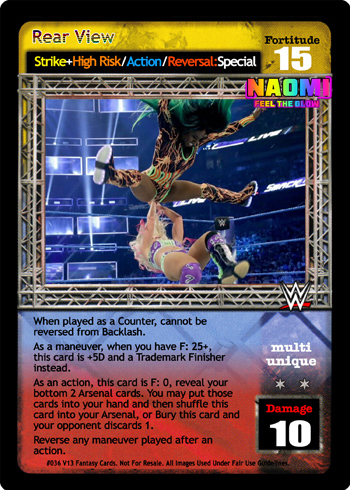 Rear View
Fortitude
15
Strike+High Risk/Action/Reversal:Special
NAOMI
FEEL THE GLOW
LIVE
When played as a Counter, cannot be
reversed from Backlash.
As a maneuver, when you have F: 25+,
this card is +5D and a Trademark Finisher
instead.
As an action, this card is F: 0, reveal your
bottom 2 Arsenal cards. You may put those
cards into your hand and then shuffle this
card into your Arsenal, or Bury this card and
your opponent discards 1.
Reverse any maneuver played after an
action.
multi
unique
Damage
10
#036 V13 Fantasy Cards. Not For Resale. All Images Used Under Fair Use Guidelines.